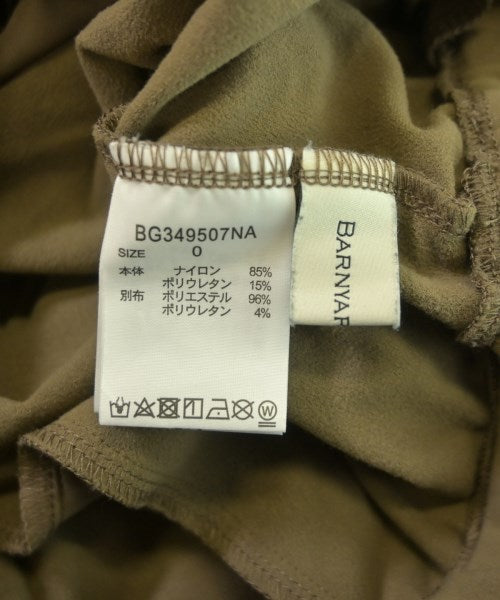 BG349507NA
SIZE 0
本体 ナイロン 85%
ポリウレタン 15%
別布 ポリエステル 96%
ポリウレタン 4%
W
BARNYAR